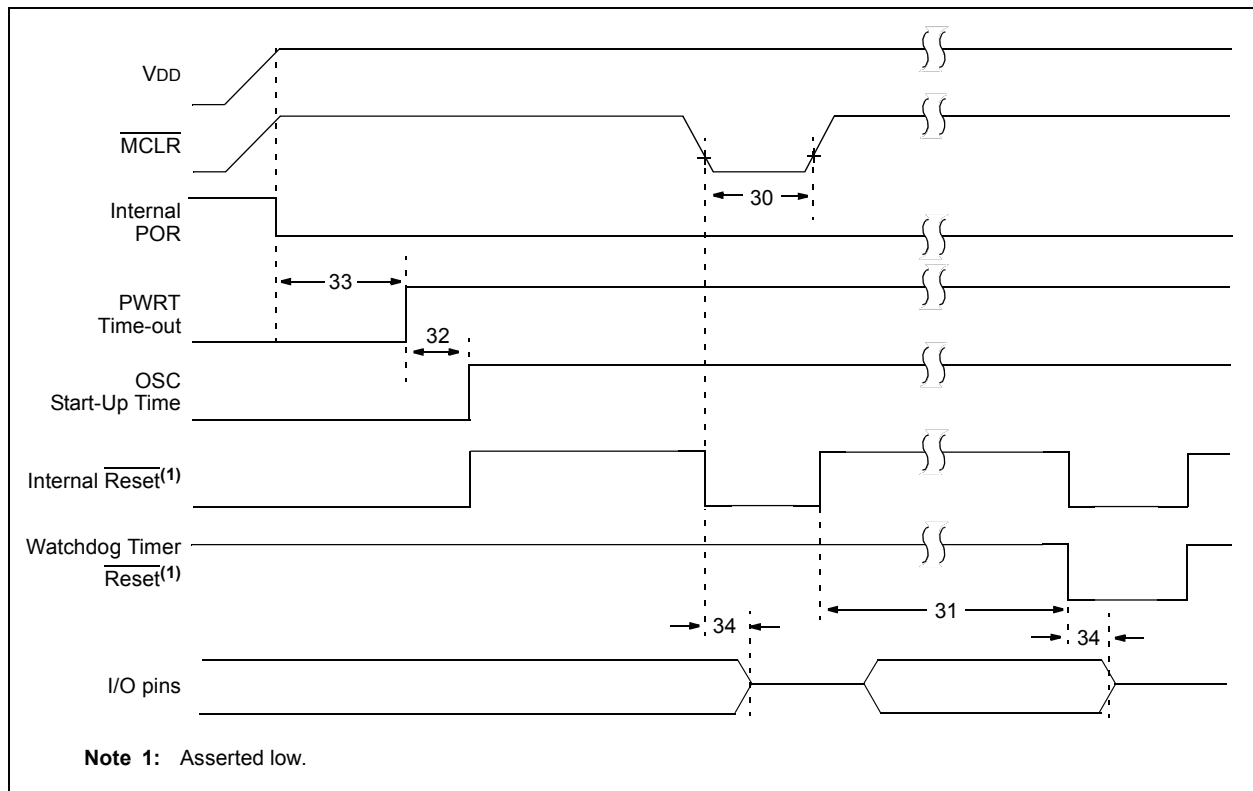 VDD
MCLR
30
Internal
POR
33
PWRT
Time-out
32
OSC
Start-Up Time
Internal Reset(1)
Watchdog Timer
Reset(1)
31
34
34
I/O pins
Note 1: Asserted low.